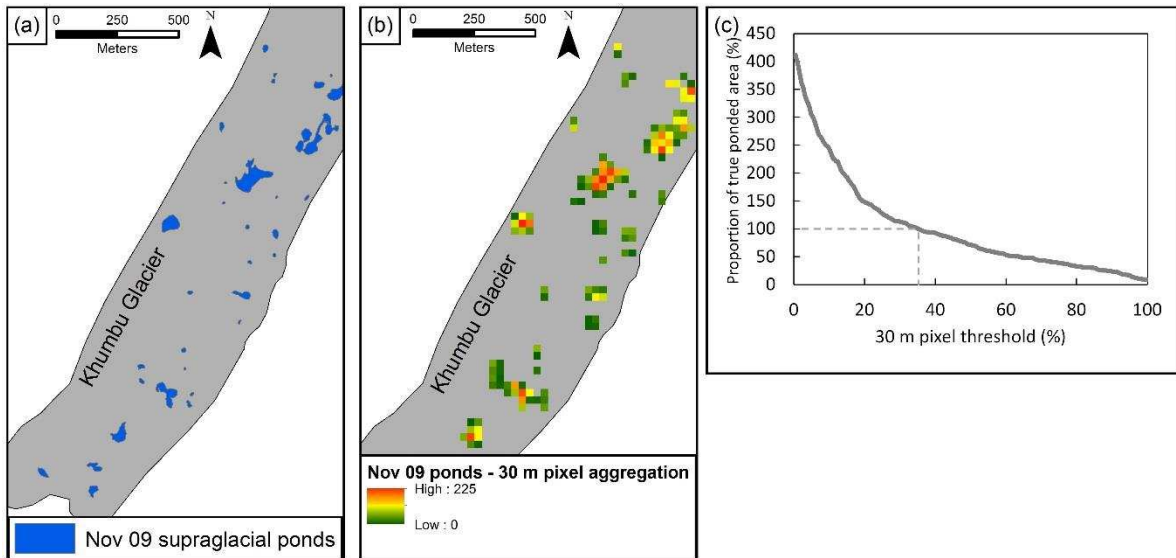 (a)
0 250 500
Meters
N
Khumbu Glacier
Nov 09 supraglacial ponds
(b)
0 250 500
Meters
N
Khumbu Glacier
Nov 09 ponds - 30 m pixel aggregation
High : 225
Low : 0
(c)
Proportion of true ponded area (%)
450
400
350
300
250
200
150
100
50
0
0 20 40 60 80 100
30 m pixel threshold (%)